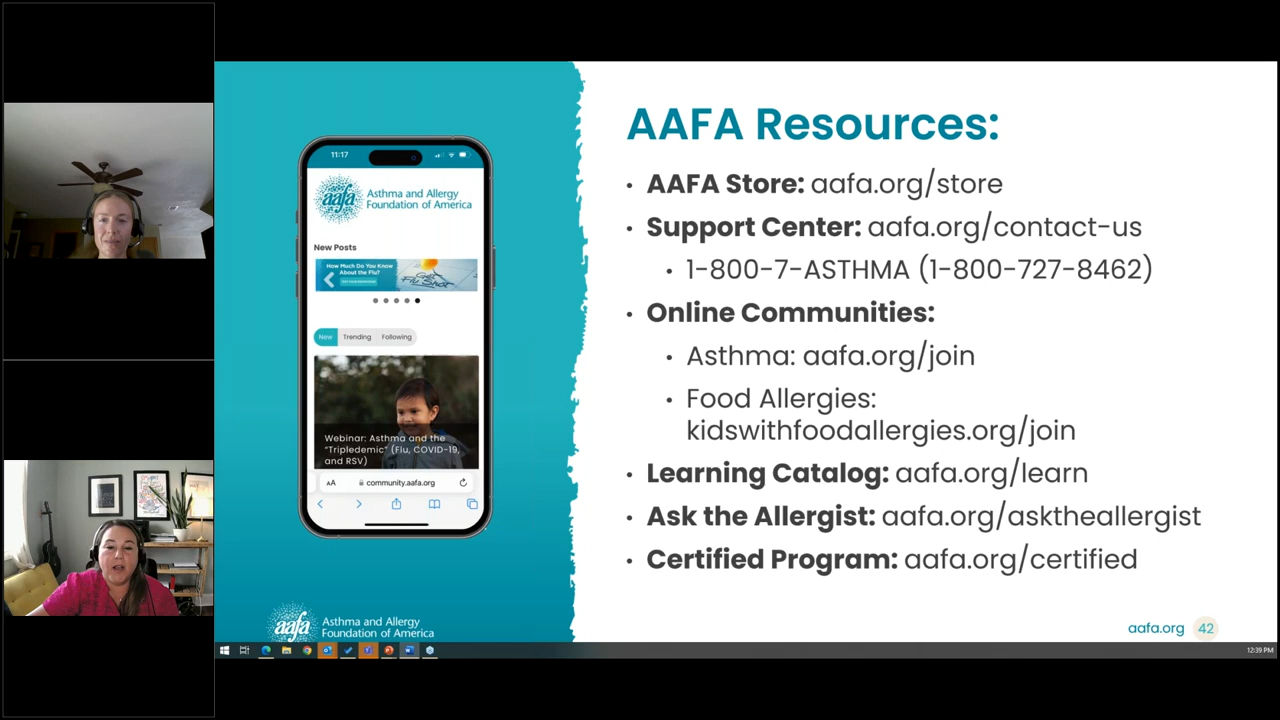 11:17
aafa
Asthma and Allergy
Foundation of America
New Posts
How Much Do You Know
About the Flu?
Get a
Flu Shot
New
Trending
Following
Webinar: Asthma and the
"Tripledemic" (Flu, COVID-19,
and RSV)
AA
community.aafa.org
aafa
Asthma and Allergy
Foundation of America
AAFA Resources:
• AAFA Store: aafa.org/store
• Support Center: aafa.org/contact-us
• 1-800-7-ASTHMA (1-800-727-8462)
• Online Communities:
• Asthma: aafa.org/join
• Food Allergies:
kidswithfoodallergies.org/join
• Learning Catalog: aafa.org/learn
• Ask the Allergist: aafa.org/asktheallergist
• Certified Program: aafa.org/certified
aafa.org 42
12:39 PM